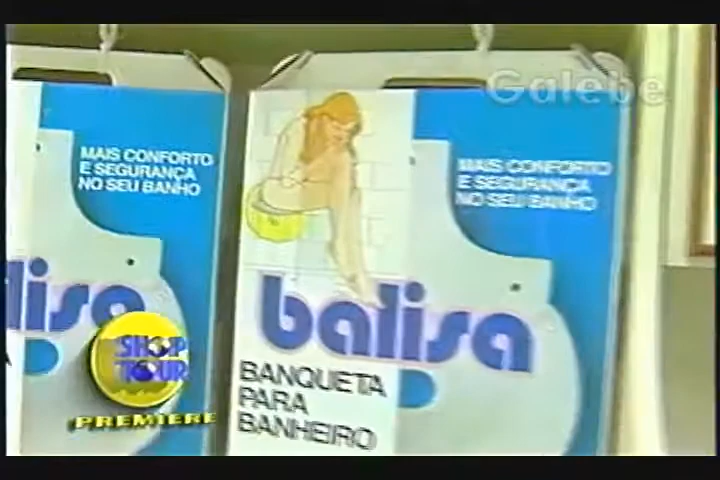 Galebe
MAIS CONFORTO
E SEGURANÇA
NO SEU BANHO
MAIS CONFORTO
E SEGURANÇA
NO SEU BANHO
lisa
balisa
BANQUETA
PARA
BANHEIRO
SHOP
TOUR
PREMIERE